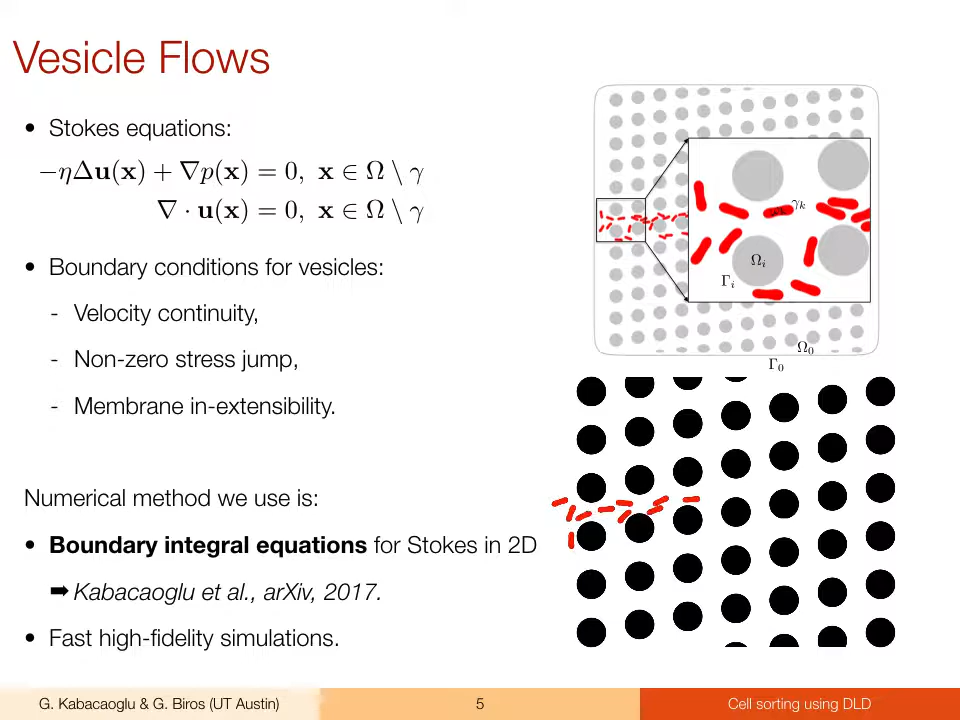 Vesicle Flows
• Stokes equations:
−ηΔu(x) + ∇p(x) = 0, x ∈ Ω \ γ
∇ · u(x) = 0, x ∈ Ω \ γ
• Boundary conditions for vesicles:
- Velocity continuity,
- Non-zero stress jump,
- Membrane in-extensibility.
Numerical method we use is:
• Boundary integral equations for Stokes in 2D
➡ Kabacaoglu et al., arXiv, 2017.
• Fast high-fidelity simulations.
γₖ
Ωᵢ
Γᵢ
Ω₀
Γ₀
G. Kabacaoglu & G. Biros (UT Austin)
5
Cell sorting using DLD